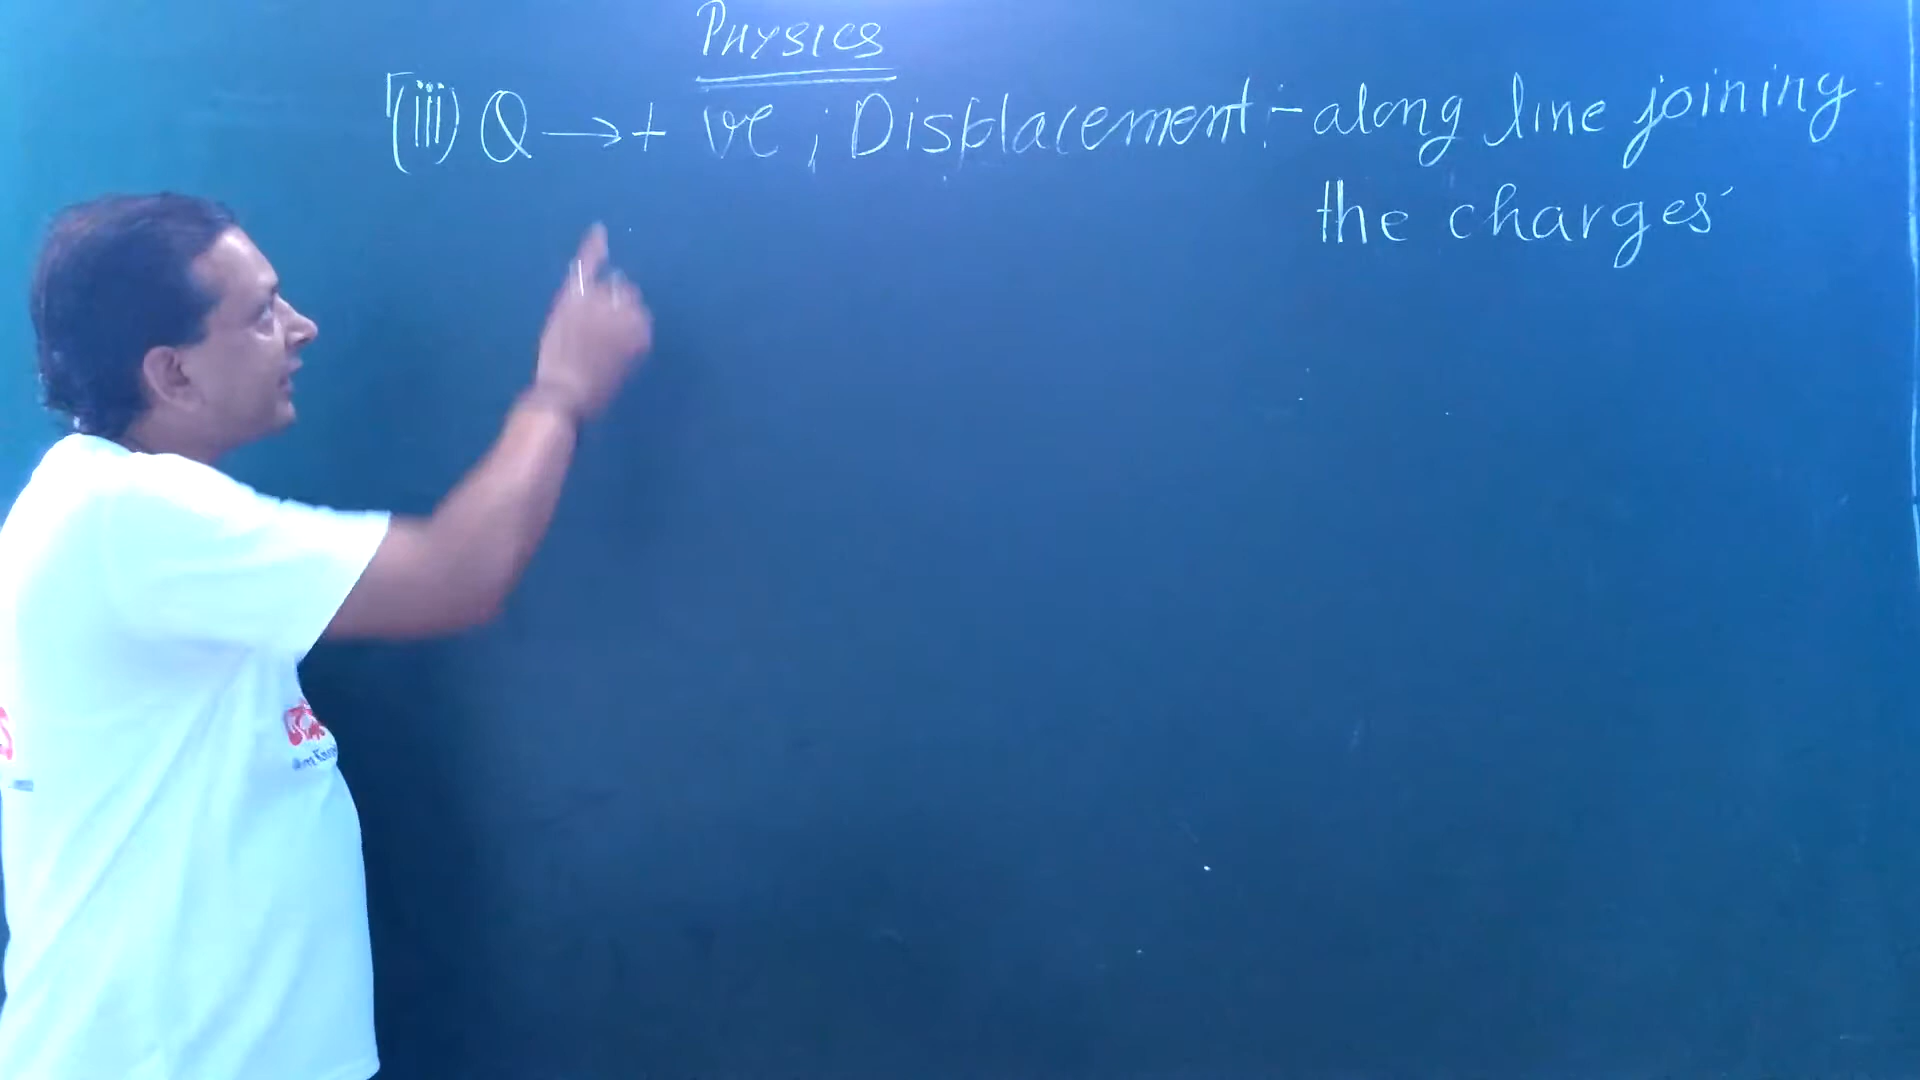 PHYSICS
(iii) Q → + ve ; Displacement :- along line joining
the charges